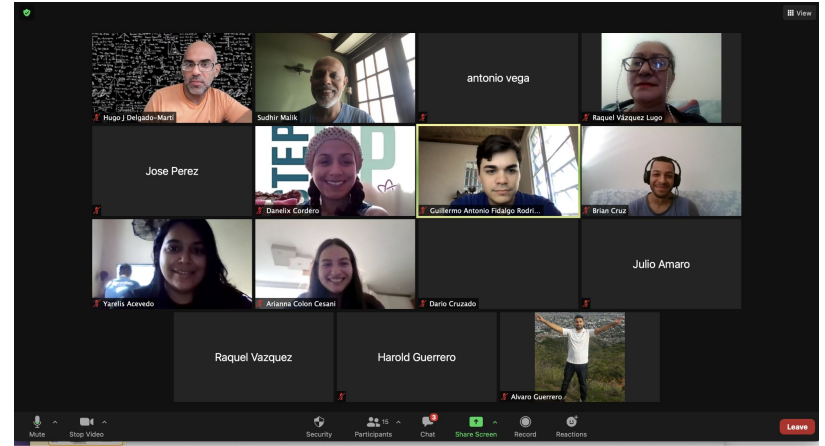 View
Hugo J Delgado-Martí
Sudhir Malik
antonio vega
Raquel Vázquez Lugo
Jose Perez
STEP
UP
Danelix Cordero
Guillermo Antonio Fidalgo Rodri...
Brian Cruz
Yarelis Acevedo
Arianna Colon Cesani
Dario Cruzado
Julio Amaro
Raquel Vazquez
Harold Guerrero
Alvaro Guerrero
Mute
Stop Video
Security
15
Participants
3
Chat
Share Screen
Record
Reactions
Leave